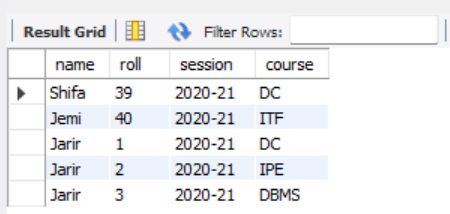 Result Grid Filter Rows:
name roll session course
Shifa 39 2020-21 DC
Jemi 40 2020-21 ITF
Jarir 1 2020-21 DC
Jarir 2 2020-21 IPE
Jarir 3 2020-21 DBMS